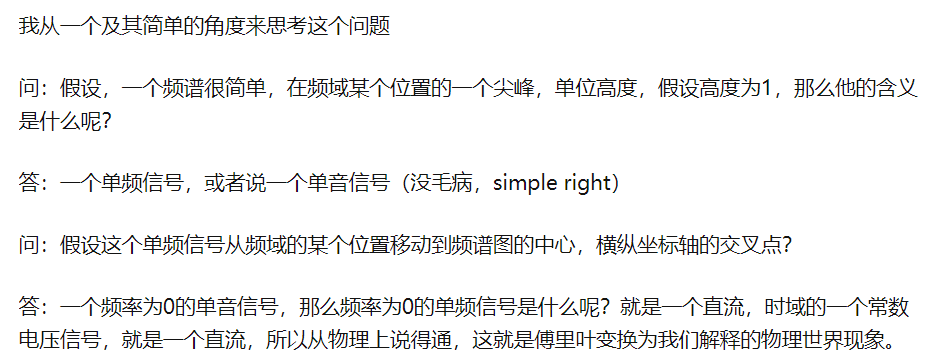 我从一个及其简单的角度来思考这个问题
问：假设，一个频谱很简单，在频域某个位置的一个尖峰，单位高度，假设高度为1，那么他的含义
是什么呢？
答：一个单频信号，或者说一个单音信号（没毛病，simple right）
问：假设这个单频信号从频域的某个位置移动到频谱图的中心，横纵坐标轴的交叉点？
答：一个频率为0的单音信号，那么频率为0的单频信号是什么呢？就是一个直流，时域的一个常数
电压信号，就是一个直流，所以从物理上说得通，这就是傅里叶变换为我们解释的物理世界现象。